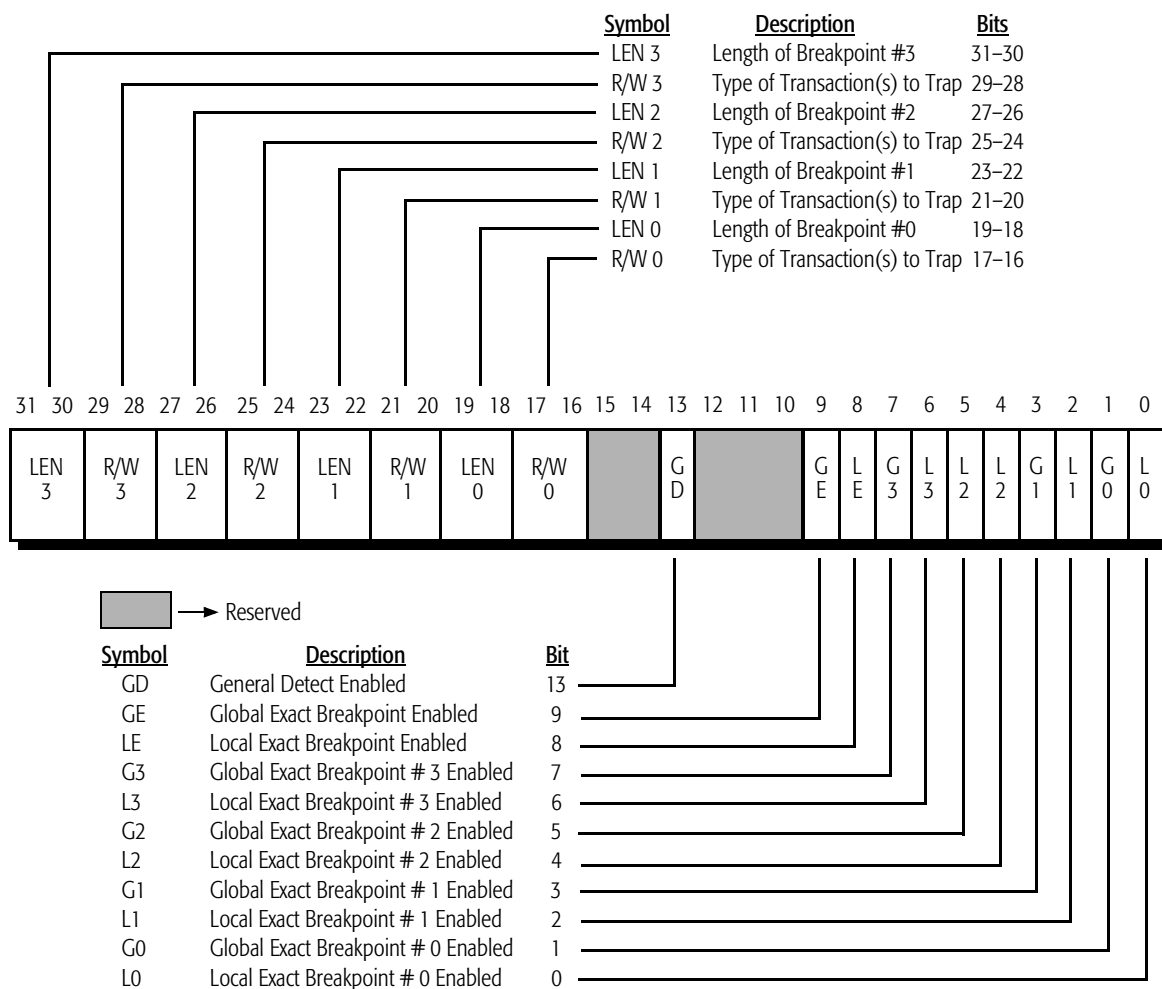 Symbol Description Bits
LEN 3 Length of Breakpoint #3 31–30
R/W 3 Type of Transaction(s) to Trap 29–28
LEN 2 Length of Breakpoint #2 27–26
R/W 2 Type of Transaction(s) to Trap 25–24
LEN 1 Length of Breakpoint #1 23–22
R/W 1 Type of Transaction(s) to Trap 21–20
LEN 0 Length of Breakpoint #0 19–18
R/W 0 Type of Transaction(s) to Trap 17–16
31 30 29 28 27 26 25 24 23 22 21 20 19 18 17 16 15 14 13 12 11 10 9 8 7 6 5 4 3 2 1 0
LEN R/W LEN R/W LEN R/W LEN R/W G G L G L L L G L G L
3 3 2 2 1 1 0 0 D E E 3 3 2 2 1 1 0 0
Reserved
Symbol Description Bit
GD General Detect Enabled 13
GE Global Exact Breakpoint Enabled 9
LE Local Exact Breakpoint Enabled 8
G3 Global Exact Breakpoint # 3 Enabled 7
L3 Local Exact Breakpoint # 3 Enabled 6
G2 Global Exact Breakpoint # 2 Enabled 5
L2 Local Exact Breakpoint # 2 Enabled 4
G1 Global Exact Breakpoint # 1 Enabled 3
L1 Local Exact Breakpoint # 1 Enabled 2
G0 Global Exact Breakpoint # 0 Enabled 1
L0 Local Exact Breakpoint # 0 Enabled 0